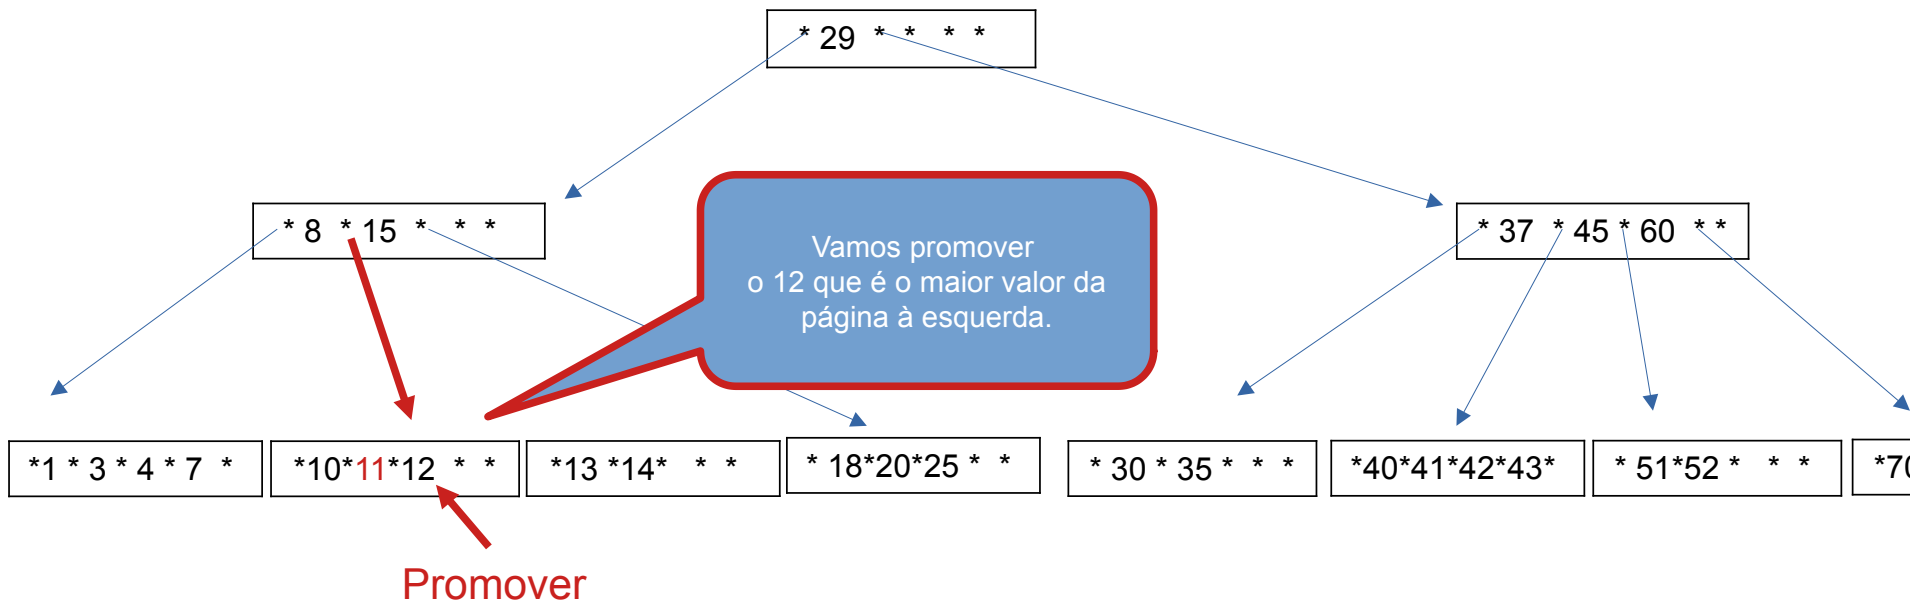 * 29 * * * *
* 8 * 15 * * *
Vamos promover
o 12 que é o maior valor da
página à esquerda.
* 37 * 45 * 60 * *
*1 * 3 * 4 * 7 *
*10*11*12 * *
*13 *14* * *
* 18*20*25 * *
* 30 * 35 * * *
*40*41*42*43*
* 51*52 * * *
*70
Promover